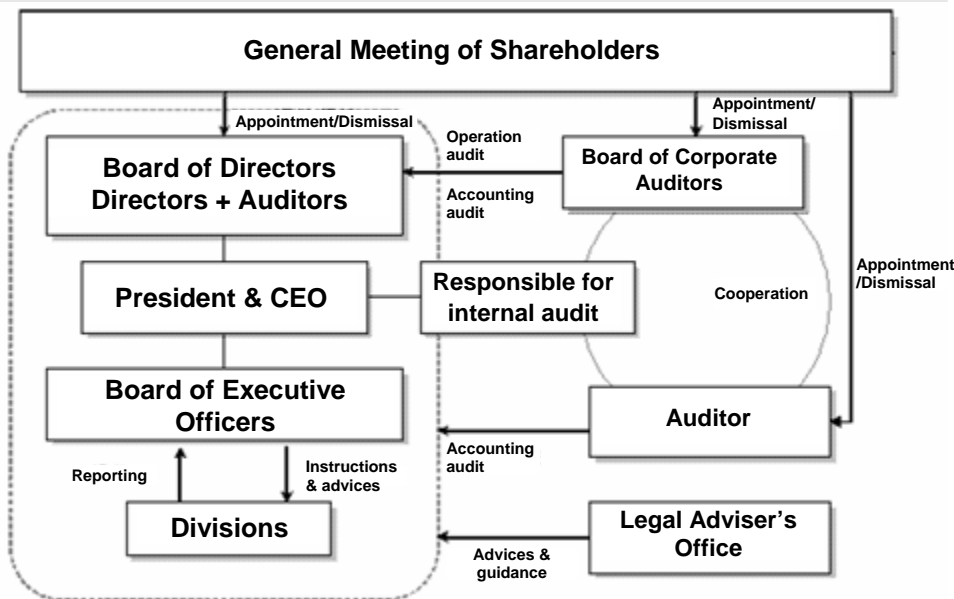 General Meeting of Shareholders
Appointment/Dismissal
Appointment/
Dismissal
Board of Directors
Directors + Auditors
Operation
audit
Accounting
audit
Board of Corporate
Auditors
President & CEO
Responsible for
internal audit
Cooperation
Appointment
/Dismissal
Board of Executive
Officers
Auditor
Accounting
audit
Reporting
Instructions
& advices
Divisions
Legal Adviser's
Office
Advices &
guidance